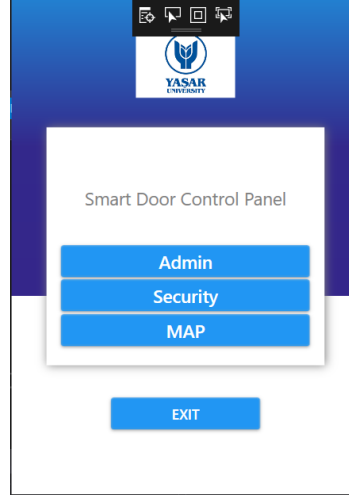 YAŞAR
UNIVERSITY
Smart Door Control Panel
Admin
Security
MAP
EXIT